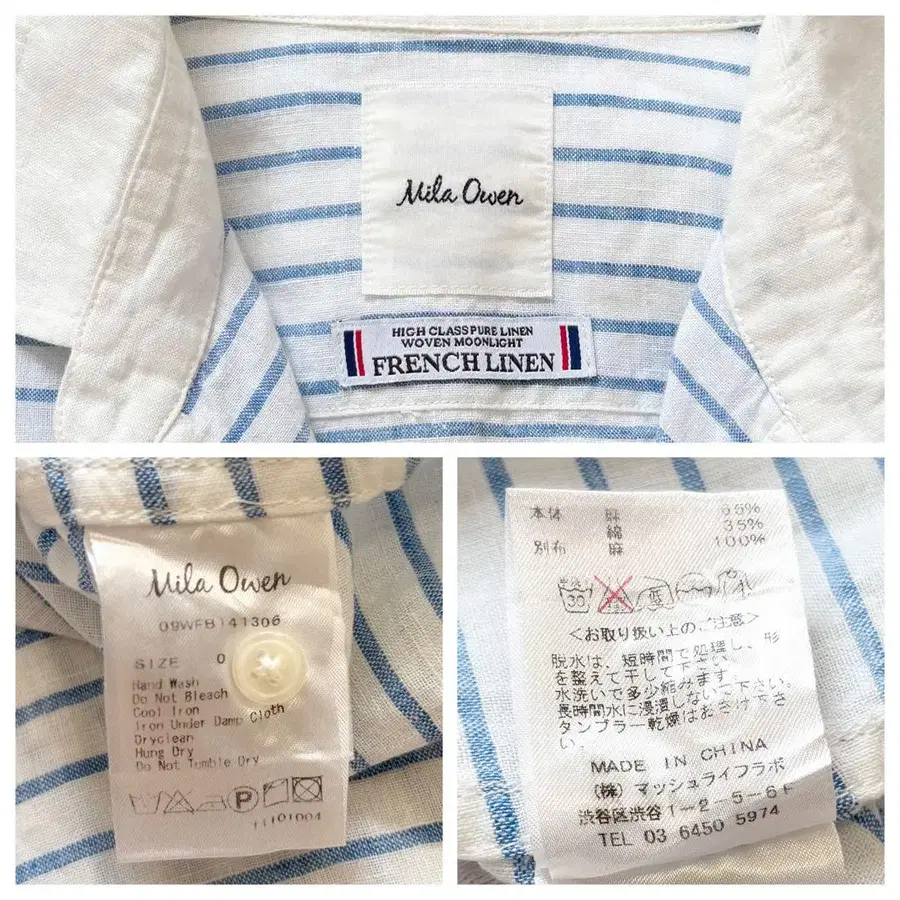 Mila Owen
HIGH CLASS PURE LINEN
WOVEN MOONLIGHT
FRENCH LINEN
Mila Owen
09WFB141306
SIZE 0
Hand Wash
Do Not Bleach
Cool Iron
Iron Under Damp Cloth
Dryclean
Hung Dry
Do Not Tumble Dry
P
11101004
本体 麻 65%
綿 35%
別布 麻 100%
30
低
<お取り扱い上のご注意>
脱水は、短時間で処理し、形
を整えて干して下さい。
水洗いで多少縮みます。
長時間水に浸漬しないで下さい。
タンブラー乾燥はお避け下さ
い。
MADE IN CHINA
(株)マッシュライフラボ
渋谷区渋谷1-2-5-6F
TEL 03 6450 5974